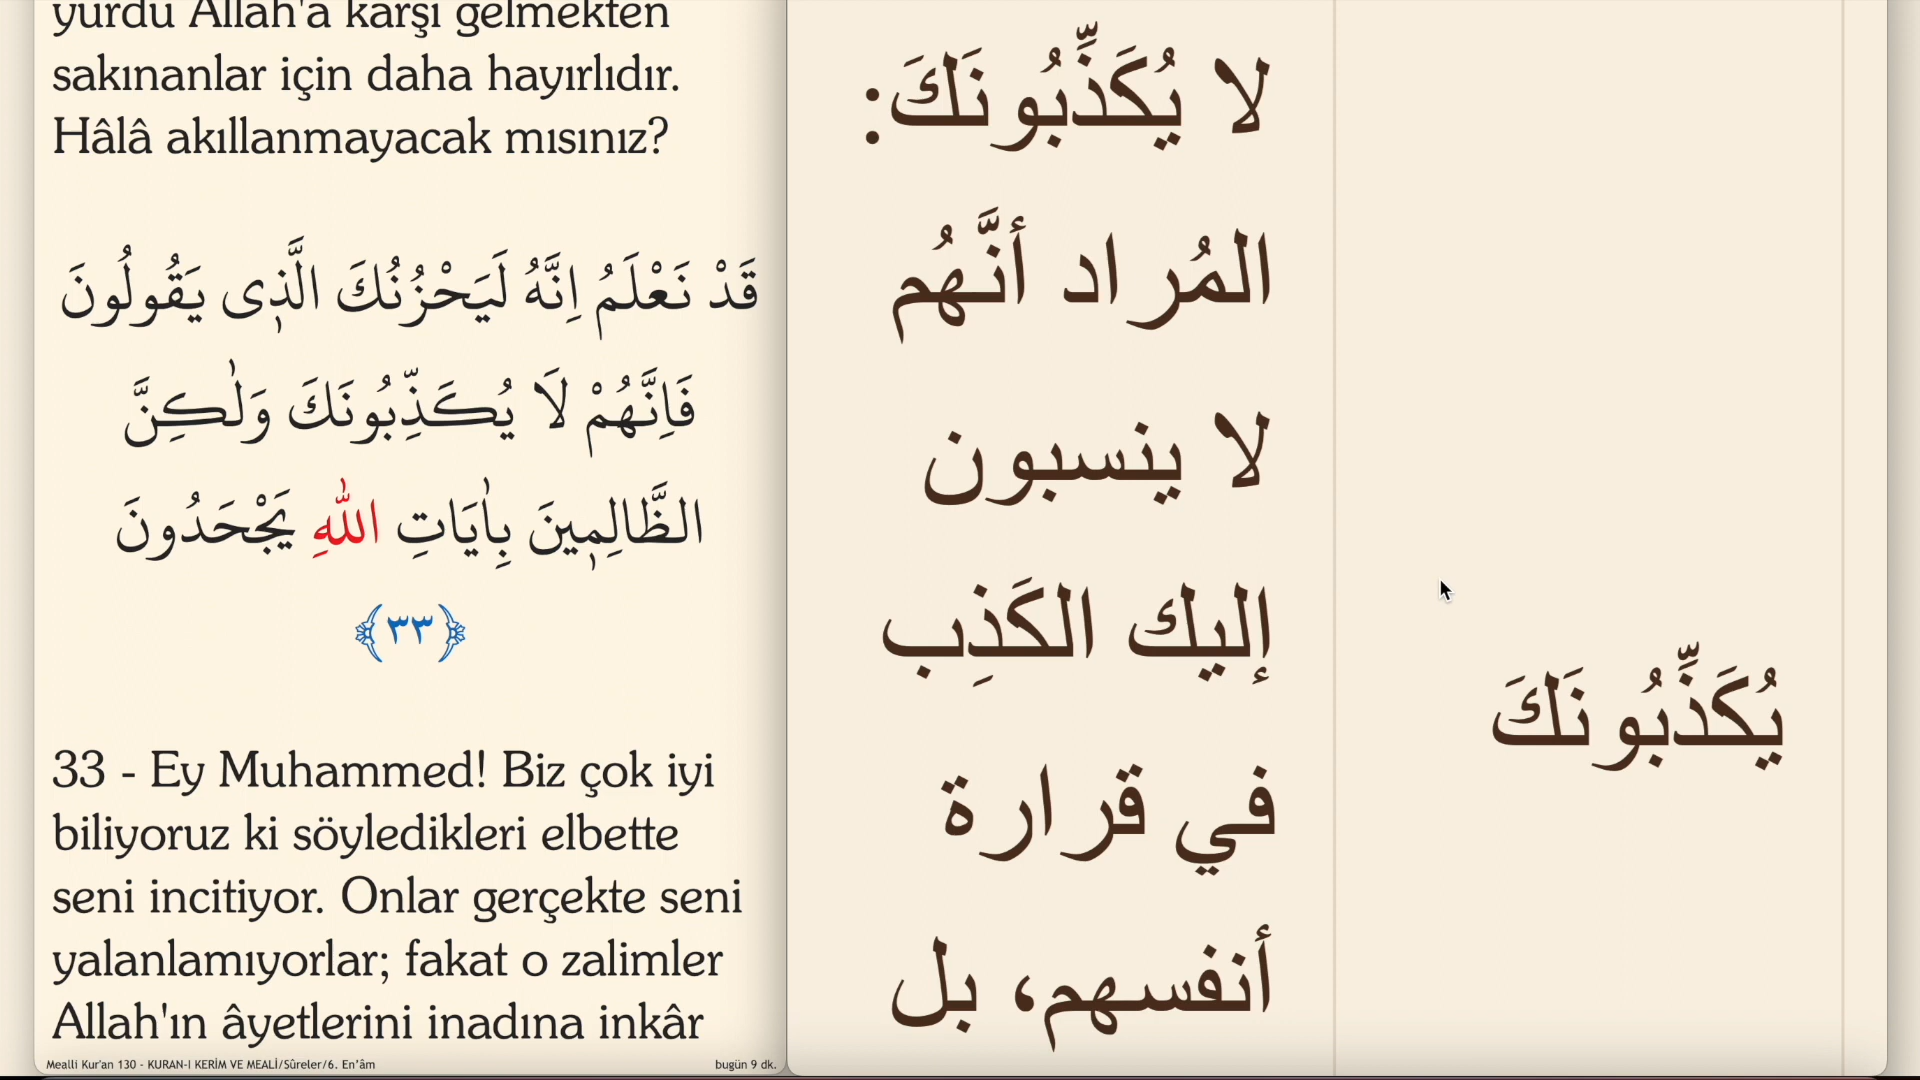 yurdu Allah'a karşı gelmekten
sakınanlar için daha hayırlıdır.
Hâlâ akıllanmayacak mısınız?
قَدْ نَعْلَمُ اِنَّهُ لَيَحْزُنُكَ الَّذٖى يَقُولُونَ
فَاِنَّهُمْ لَا يُكَذِّبُونَكَ وَلٰكِنَّ
الظَّالِمٖينَ بِاٰيَاتِ اللّٰهِ يَجْحَدُونَ
﴿٣٣﴾
33 - Ey Muhammed! Biz çok iyi
biliyoruz ki söyledikleri elbette
seni incitiyor. Onlar gerçekte seni
yalanlamıyorlar; fakat o zalimler
Allah'ın âyetlerini inadına inkâr
Mealli Kur'an 130 - KURAN-I KERİM VE MEALİ/Sûreler/6. En'âm
bugün 9 dk.
لا يُكَذِّبُونَكَ:
المُراد أنَّهُم
لا ينسبون
إليك الكَذِب
في قرارة
أنفسهم، بل
يُكَذِّبُونَكَ